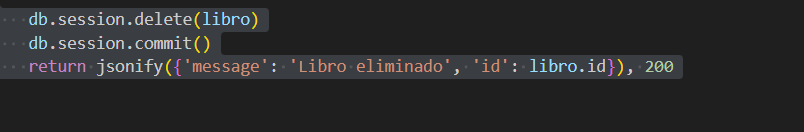 db.session.delete(libro)
db.session.commit()
return jsonify({'message': 'Libro eliminado', 'id': libro.id}), 200